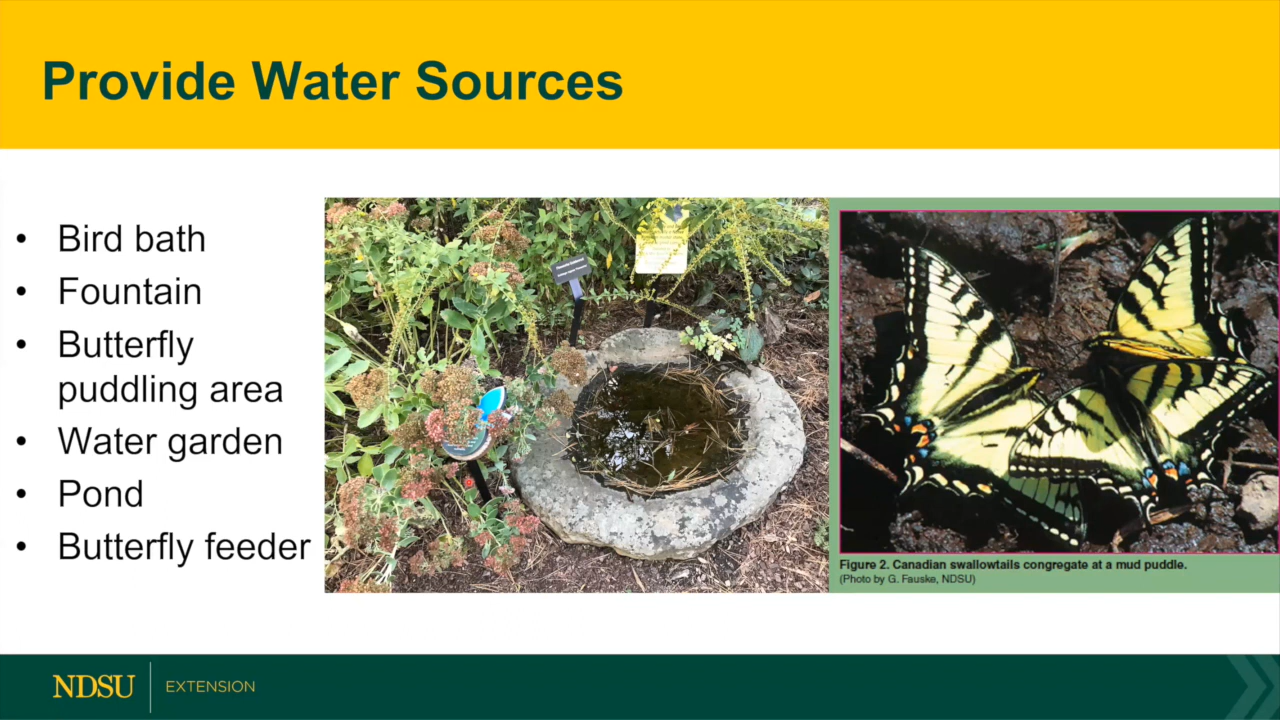 Provide Water Sources
• Bird bath
• Fountain
• Butterfly
puddling area
• Water garden
• Pond
• Butterfly feeder
Figure 2. Canadian swallowtails congregate at a mud puddle.
(Photo by G. Fauske, NDSU)
NDSU EXTENSION